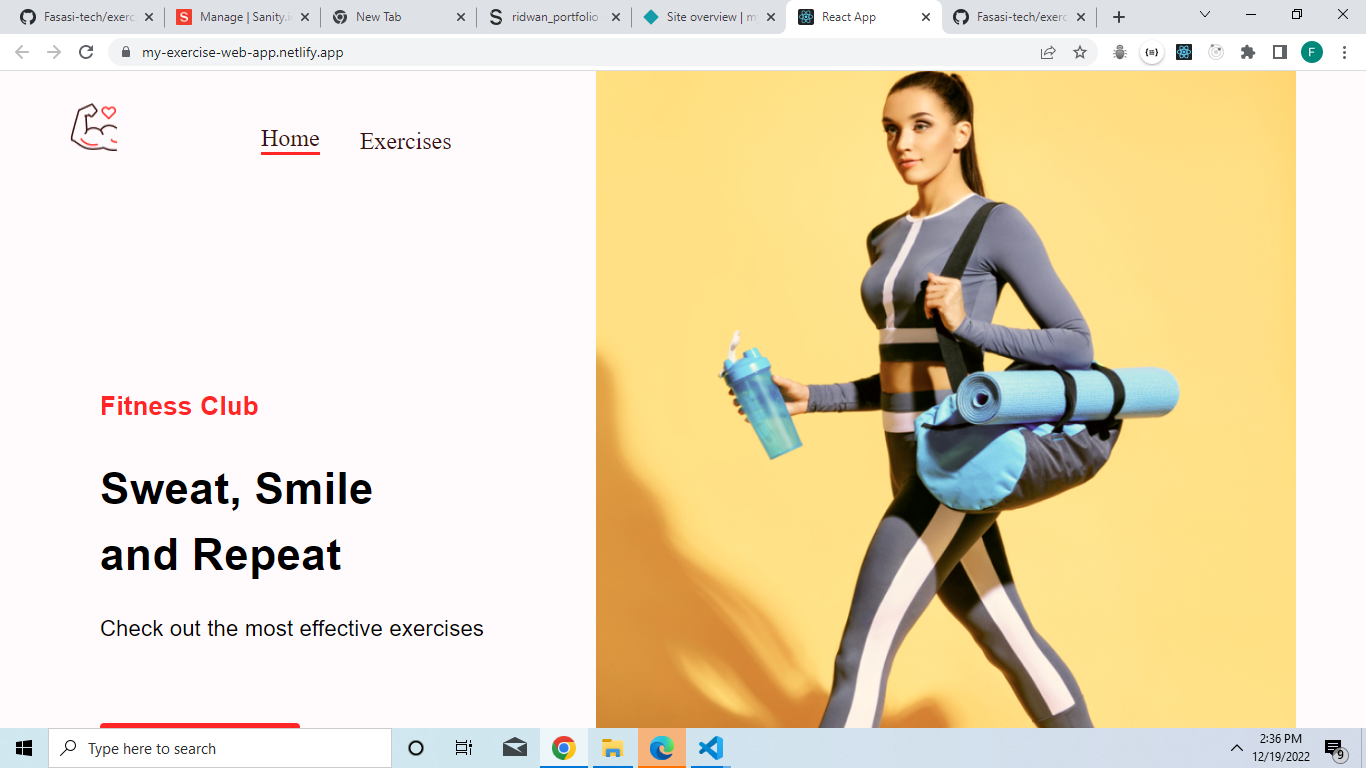 Fasasi-tech/exerc
Manage | Sanity.i
New Tab
ridwan_portfolio
Site overview | m
React App
Fasasi-tech/exerc
my-exercise-web-app.netlify.app
F
Home
Exercises
Fitness Club
Sweat, Smile
and Repeat
Check out the most effective exercises
Type here to search
2:36 PM
12/19/2022
9